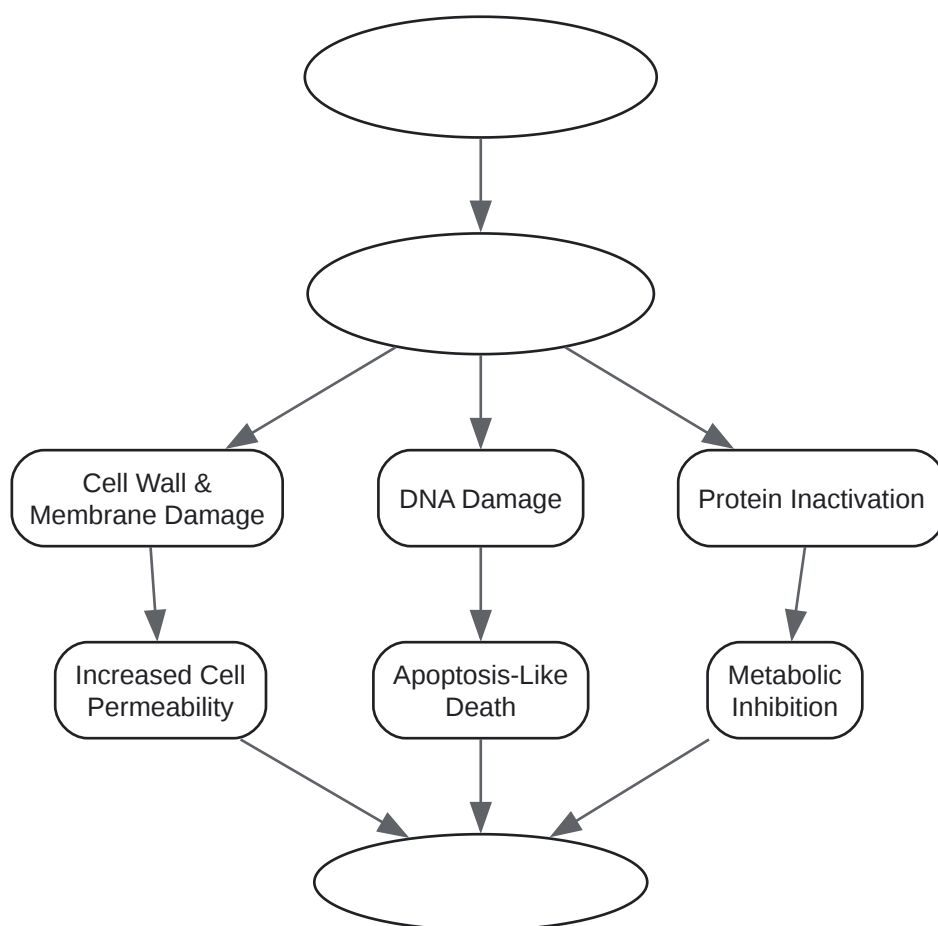 Cell Wall &
Membrane Damage
DNA Damage
Protein Inactivation
Increased Cell
Permeability
Apoptosis-Like
Death
Metabolic
Inhibition